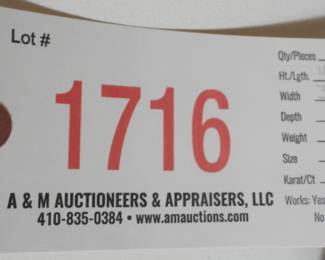 Lot #
1716
A & M AUCTIONEERS & APPRAISERS, LLC
410-835-0384 • www.amauctions.com
Qty/Pieces
Ht./Lgth.
Width
Depth
Weight
Size
Karat/Ct
Works: Yes
No